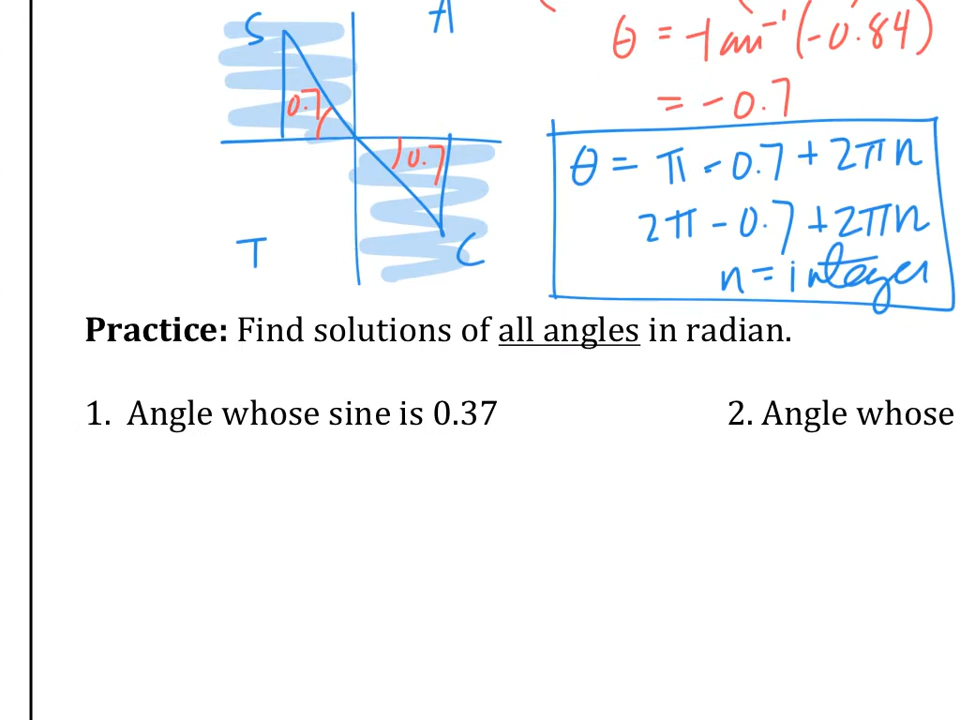 S
A
θ = tan⁻¹(-0.84)
= -0.7
0.7
0.7
T
C
θ = π - 0.7 + 2πn
2π - 0.7 + 2πn
n = integer
Practice: Find solutions of all angles in radian.
1. Angle whose sine is 0.37
2. Angle whose